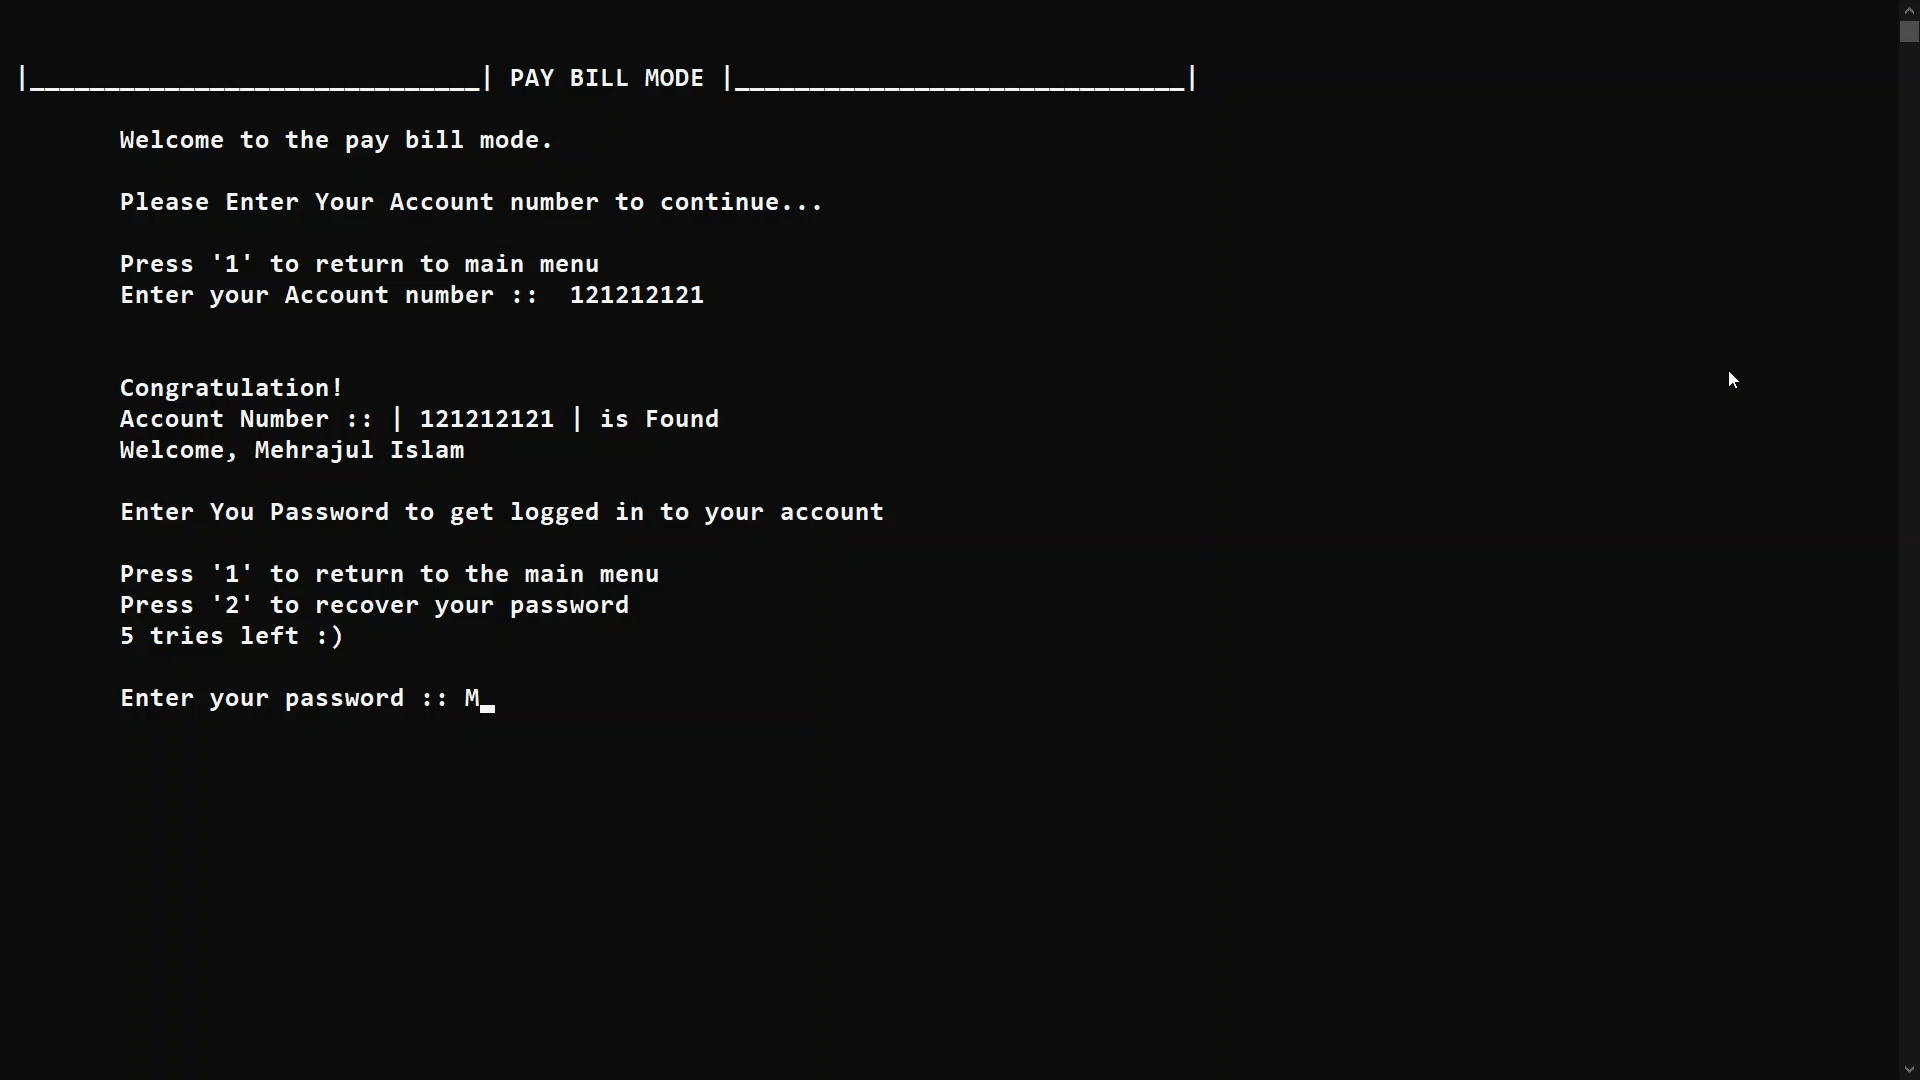 |______________________________| PAY BILL MODE |______________________________|
Welcome to the pay bill mode.
Please Enter Your Account number to continue...
Press '1' to return to main menu
Enter your Account number ::  121212121
Congratulation!
Account Number :: | 121212121 | is Found
Welcome, Mehrajul Islam
Enter You Password to get logged in to your account
Press '1' to return to the main menu
Press '2' to recover your password
5 tries left :)
Enter your password :: M_